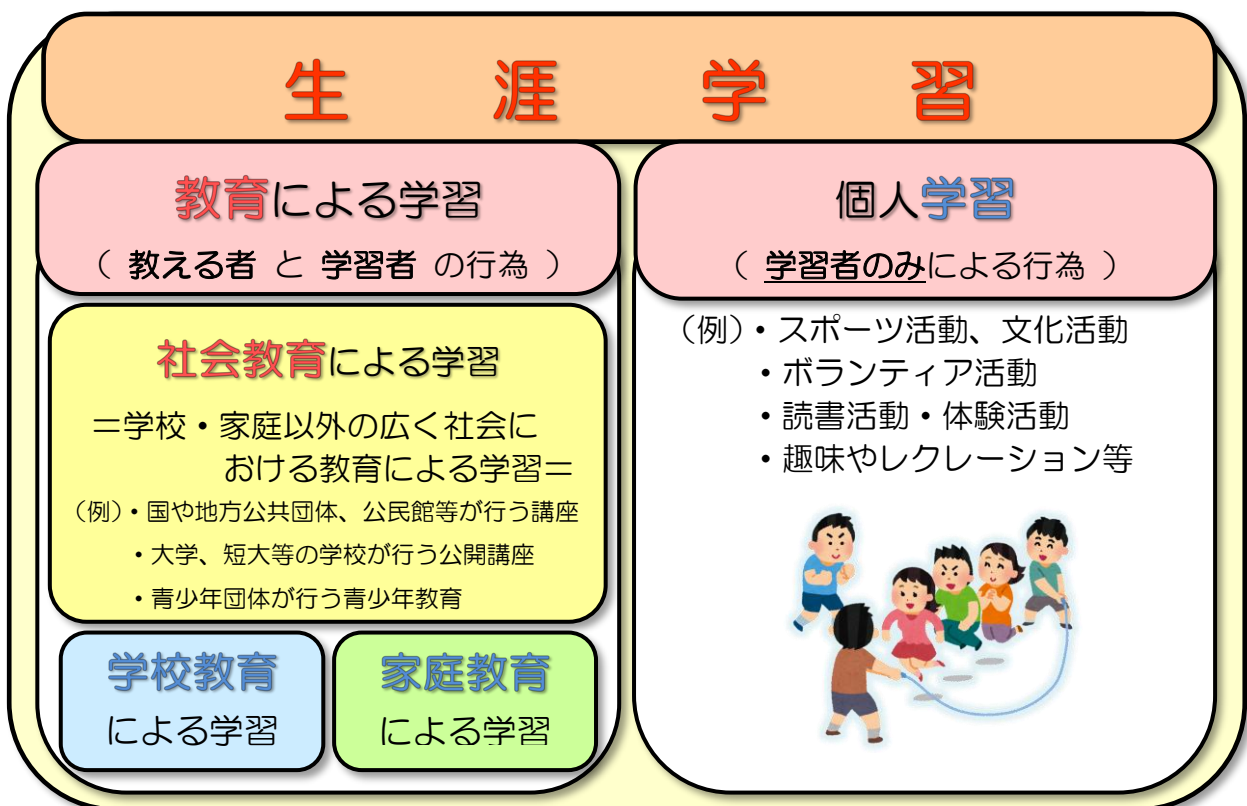 生涯学習
教育による学習
（ 教える者 と 学習者 の行為 ）
社会教育による学習
＝学校・家庭以外の広く社会に
おける教育による学習＝
（例）・国や地方公共団体、公民館等が行う講座
・大学、短大等の学校が行う公開講座
・青少年団体が行う青少年教育
学校教育
による学習
家庭教育
による学習
個人学習
（ 学習者のみによる行為 ）
（例）・スポーツ活動、文化活動
・ボランティア活動
・読書活動・体験活動
・趣味やレクレーション等